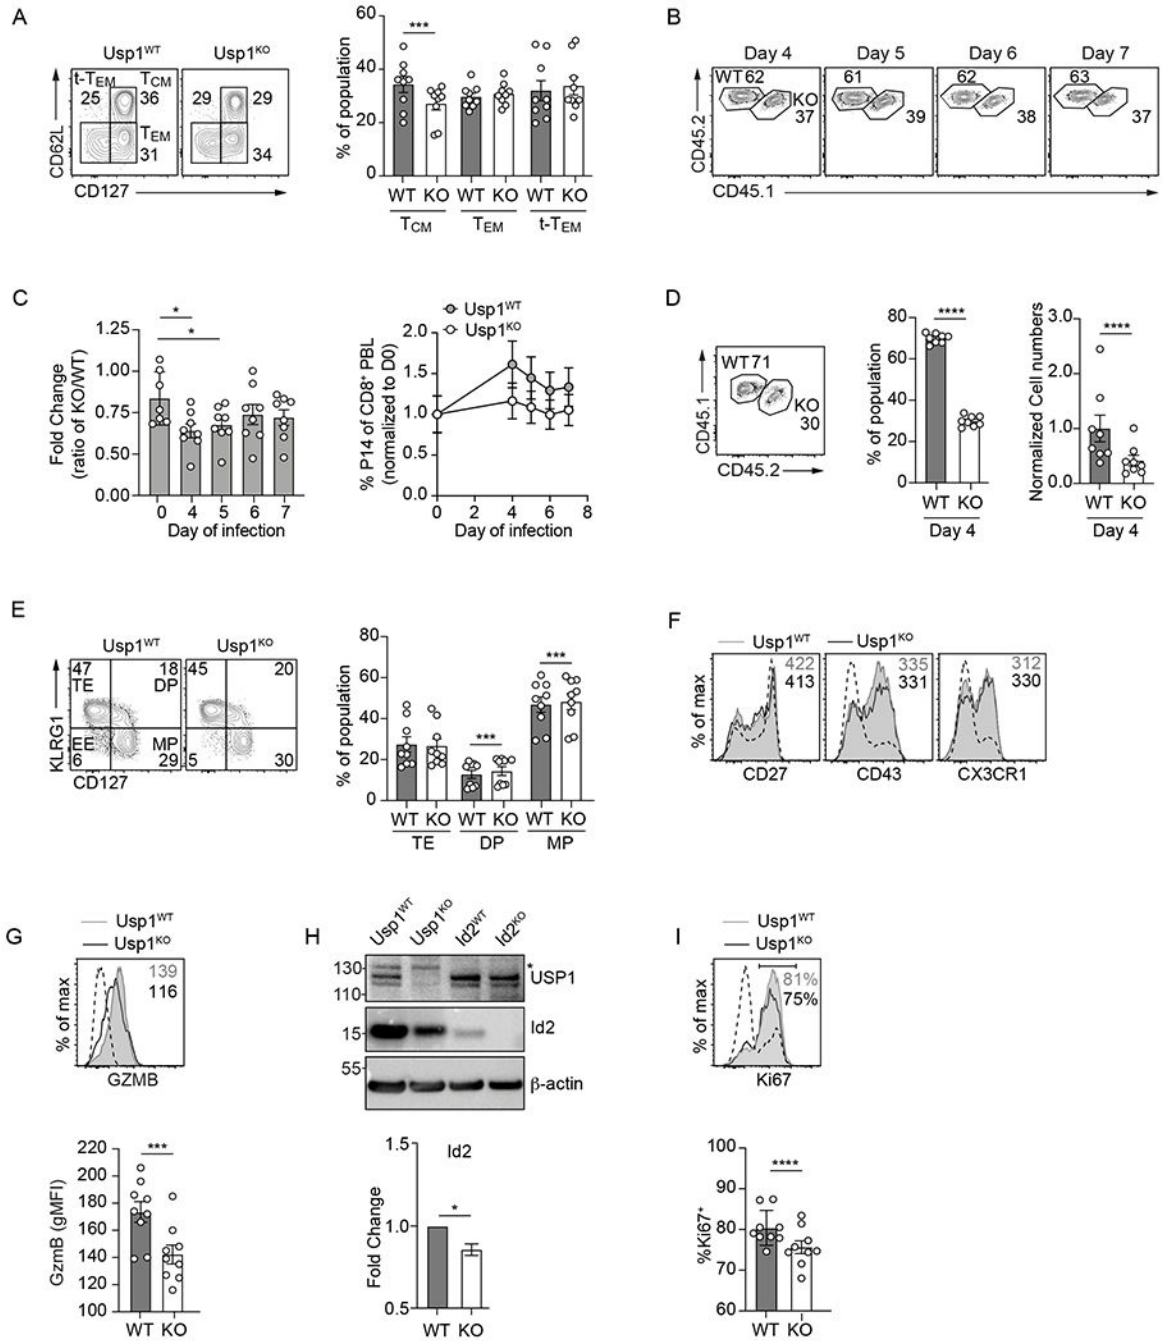 A
Usp1WT
Usp1KO
t-TEM
TCM
25
36
29
29
TEM
31
34
CD62L
CD127
% of population
60
40
20
0
***
WT KO WT KO WT KO
TCM
TEM
t-TEM
B
Day 4
Day 5
Day 6
Day 7
WT 62
KO
37
61
39
62
38
63
37
CD45.2
CD45.1
C
Fold Change
(ratio of KO/WT)
1.25
1.00
0.75
0.50
0.00
*
*
0 4 5 6 7
Day of infection
Usp1WT
Usp1KO
% P14 of CD8+ PBL
(normalized to D0)
2.0
1.5
1.0
0.5
0.0
0 2 4 6 8
Day of infection
D
WT 71
KO
30
CD45.1
CD45.2
% of population
80
60
40
20
0
****
WT KO
Day 4
Normalized Cell numbers
3.0
2.0
1.0
0.0
****
WT KO
Day 4
E
Usp1WT
Usp1KO
47
18
TE
DP
EE
MP
6
29
45
20
5
30
KLRG1
CD127
% of population
80
60
40
20
0
***
***
WT KO WT KO WT KO
TE
DP
MP
F
Usp1WT
Usp1KO
% of max
422
413
CD27
335
331
CD43
312
330
CX3CR1
G
Usp1WT
Usp1KO
% of max
139
116
GZMB
GzmB (gMFI)
220
200
180
160
140
120
100
***
WT KO
H
Usp1WT
Usp1KO
Id2WT
Id2KO
130
110
*
USP1
15
Id2
55
β-actin
Id2
Fold Change
1.5
1.0
0.5
*
WT KO
I
Usp1WT
Usp1KO
% of max
81%
75%
Ki67
%Ki67+
100
90
80
70
60
****
WT KO